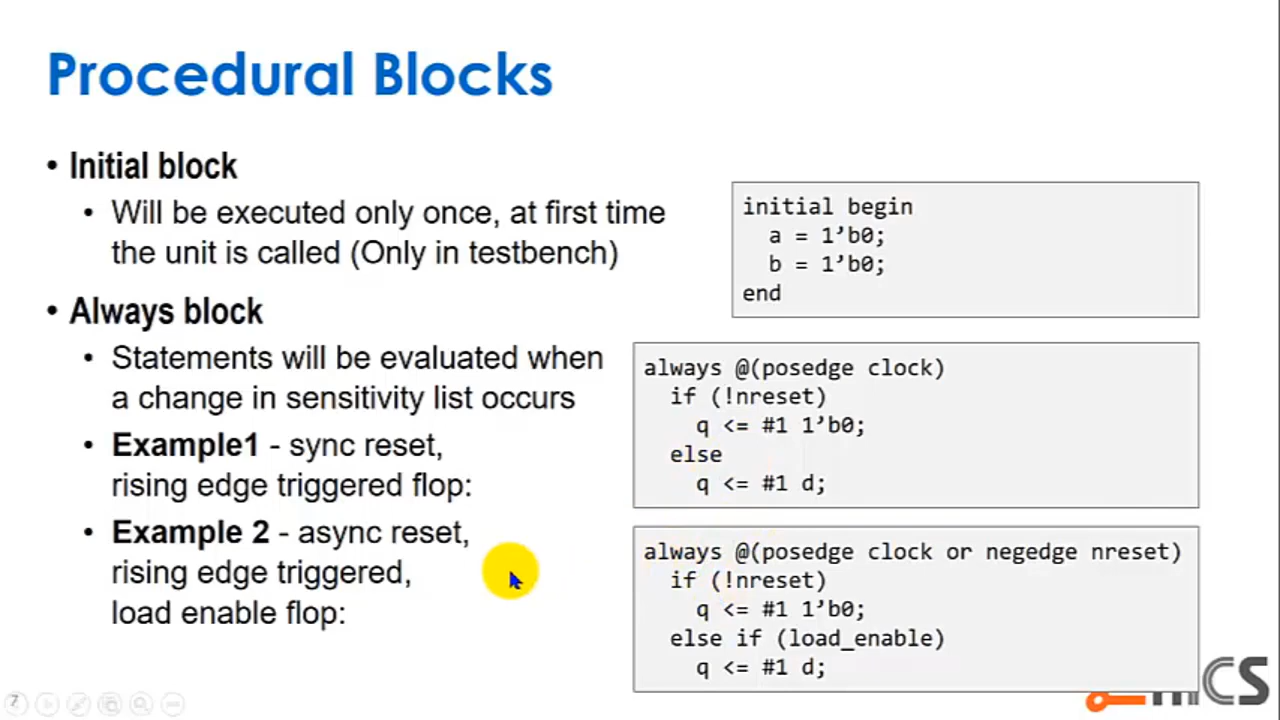 Procedural Blocks
• Initial block
• Will be executed only once, at first time
the unit is called (Only in testbench)
initial begin
a = 1’b0;
b = 1’b0;
end
• Always block
• Statements will be evaluated when
a change in sensitivity list occurs
• Example1 - sync reset,
rising edge triggered flop:
always @(posedge clock)
if (!nreset)
q <= #1 1’b0;
else
q <= #1 d;
• Example 2 - async reset,
rising edge triggered,
load enable flop:
always @(posedge clock or negedge nreset)
if (!nreset)
q <= #1 1’b0;
else if (load_enable)
q <= #1 d;